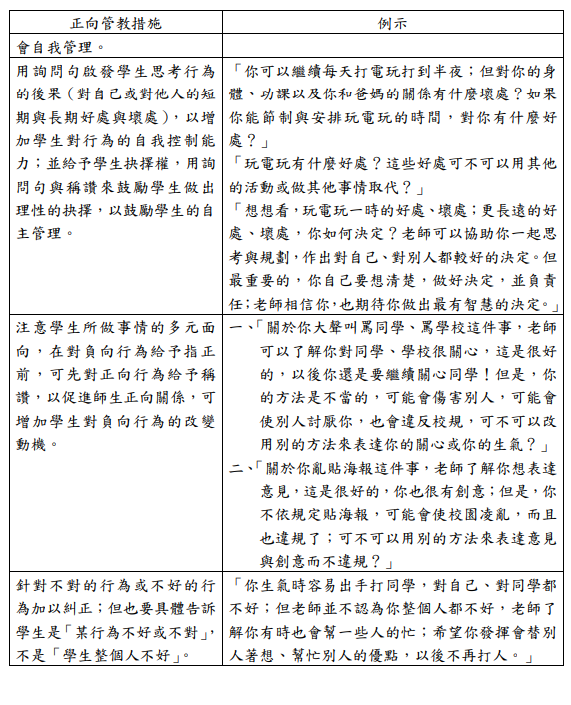 正向管教措施
例示
會自我管理。
用詢問句啟發學生思考行為
的後果（對自己或對他人的短
期與長期好處與壞處），以增
加學生對行為的自我控制能
力；並給予學生抉擇權，用詢
問句與稱讚來鼓勵學生做出
理性的抉擇，以鼓勵學生的自
主管理。
「你可以繼續每天打電玩打到半夜；但對你的身
體、功課以及你和爸媽的關係有什麼壞處？如果
你能節制與安排玩電玩的時間，對你有什麼好
處？」
「玩電玩有什麼好處？這些好處可不可以用其他
的活動或做其他事情取代？」
「想想看，玩電玩一時的好處、壞處；更長遠的好
處、壞處，你如何決定？老師可以協助你一起思
考與規劃，作出對自己、對別人都較好的決定。但
最重要的，你自己要想清楚，做好決定，並負責
任；老師相信你，也期待你做出最有智慧的決定。」
注意學生所做事情的多元面
向，在對負向行為給予指正
前，可先對正向行為給予稱
讚，以促進師生正向關係，可
增加學生對負向行為的改變
動機。
一、「關於你大聲叫罵同學、罵學校這件事，老師
可以了解你對同學、學校很關心，這是很好
的，以後你還是要繼續關心同學！但是，你
的方法是不當的，可能會傷害別人，可能會
使別人討厭你，也會違反校規，可不可以改
用別的方法來表達你的關心或你的生氣？」
二、「關於你亂貼海報這件事，老師了解你想表達
意見，這是很好的，你也很有創意；但是，你
不依規定貼海報，可能會使校園凌亂，而且
也違規了；可不可以用別的方法來表達意見
與創意而不違規？」
針對不對的行為或不好的行
為加以糾正；但也要具體告訴
學生是「某行為不好或不對」，
不是「學生整個人不好」。
「你生氣時容易出手打同學，對自己、對同學都
不好；但老師並不認為你整個人都不好，老師了
解你有時也會幫一些人的忙；希望你發揮會替別
人著想、幫忙別人的優點，以後不再打人。」